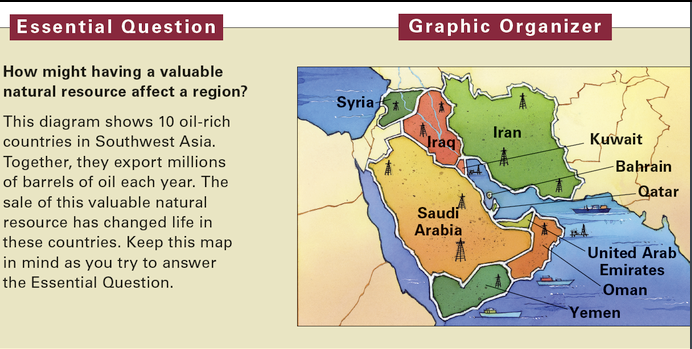 Essential Question
Graphic Organizer
How might having a valuable
natural resource affect a region?
This diagram shows 10 oil-rich
countries in Southwest Asia.
Together, they export millions
of barrels of oil each year. The
sale of this valuable natural
resource has changed life in
these countries. Keep this map
in mind as you try to answer
the Essential Question.
Syria
Iraq
Iran
Kuwait
Bahrain
Qatar
Saudi
Arabia
United Arab
Emirates
Oman
Yemen